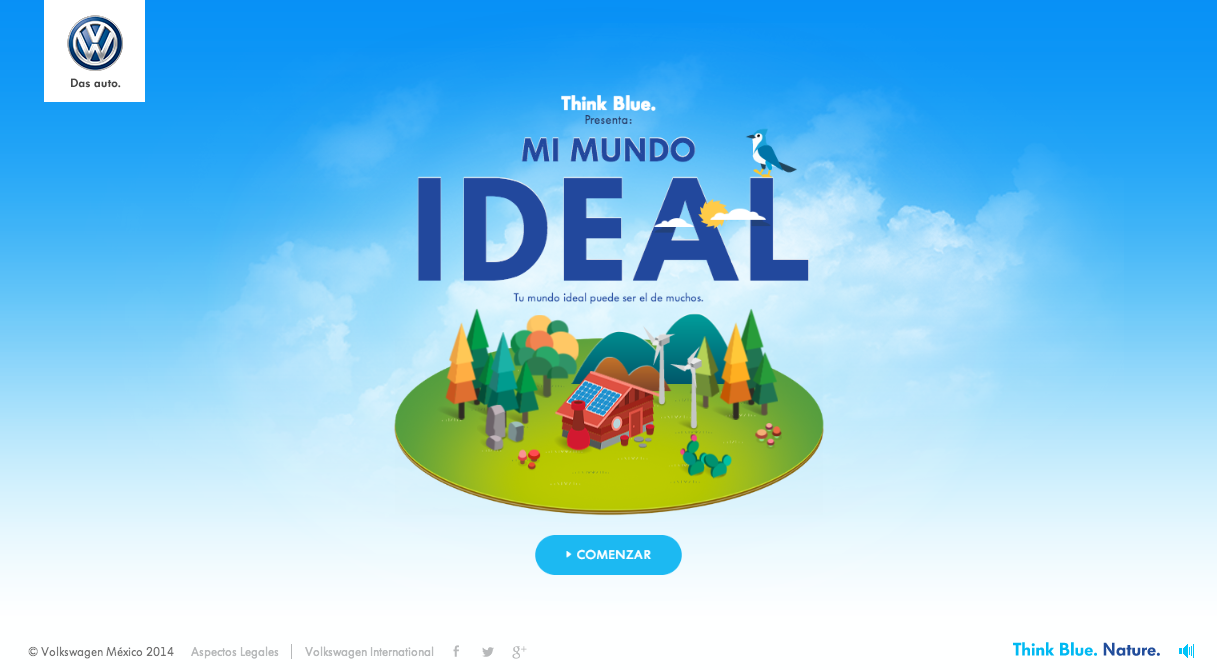 Das auto.
Think Blue.
Presenta:
MI MUNDO
IDEAL
Tu mundo ideal puede ser el de muchos.
COMENZAR
© Volkswagen México 2014 Aspectos Legales Volkswagen International
Think Blue. Nature.